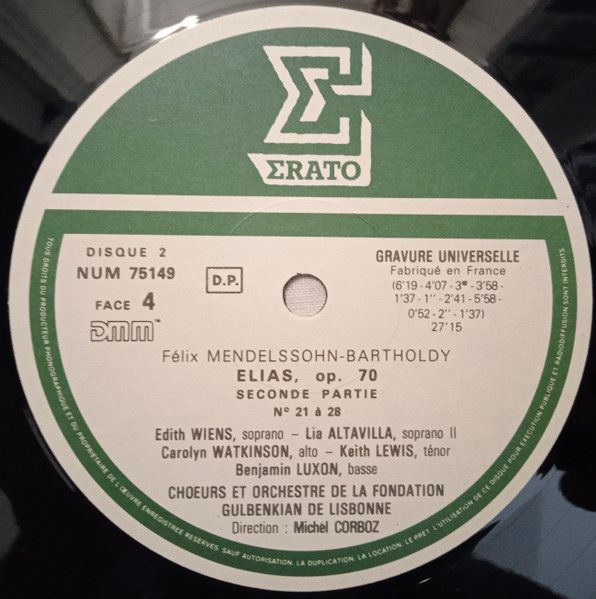 ΣRATO
DISQUE 2
NUM 75149
FACE 4
DMM™
D.P.
GRAVURE UNIVERSELLE
Fabriqué en France
(6'19 - 4'07 - 3" - 3'58 -
1'37 - 1'' - 2'41 - 5'58 -
0'52 - 2'' - 1'37)
27'15
Félix MENDELSSOHN-BARTHOLDY
ELIAS, op. 70
SECONDE PARTIE
N° 21 à 28
Edith WIENS, soprano – Lia ALTAVILLA, soprano II
Carolyn WATKINSON, alto – Keith LEWIS, ténor
Benjamin LUXON, basse
CHOEURS ET ORCHESTRE DE LA FONDATION
GULBENKIAN DE LISBONNE
Direction : Michel CORBOZ
TOUS DROITS DU PRODUCTEUR PHONOGRAPHIQUE ET DU PROPRIETAIRE DE L'ŒUVRE ENREGISTREE RESERVES. SAUF AUTORISATION. LA DUPLICATION. LA LOCATION. LE PRET. L'UTILISATION DE CE DISQUE POUR EXECUTION PUBLIQUE ET RADIODIFFUSION SONT INTERDITS